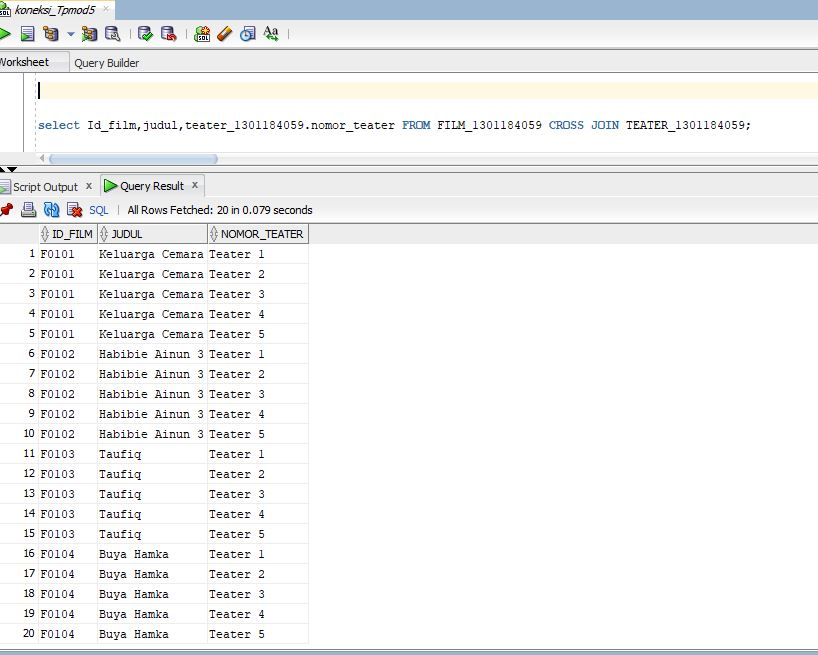 koneksi_Tpmod5
Worksheet Query Builder
select Id_film,judul,teater_1301184059.nomor_teater FROM FILM_1301184059 CROSS JOIN TEATER_1301184059;
Script Output x Query Result x
SQL | All Rows Fetched: 20 in 0.079 seconds
ID_FILM JUDUL NOMOR_TEATER
1 F0101 Keluarga Cemara Teater 1
2 F0101 Keluarga Cemara Teater 2
3 F0101 Keluarga Cemara Teater 3
4 F0101 Keluarga Cemara Teater 4
5 F0101 Keluarga Cemara Teater 5
6 F0102 Habibie Ainun 3 Teater 1
7 F0102 Habibie Ainun 3 Teater 2
8 F0102 Habibie Ainun 3 Teater 3
9 F0102 Habibie Ainun 3 Teater 4
10 F0102 Habibie Ainun 3 Teater 5
11 F0103 Taufiq Teater 1
12 F0103 Taufiq Teater 2
13 F0103 Taufiq Teater 3
14 F0103 Taufiq Teater 4
15 F0103 Taufiq Teater 5
16 F0104 Buya Hamka Teater 1
17 F0104 Buya Hamka Teater 2
18 F0104 Buya Hamka Teater 3
19 F0104 Buya Hamka Teater 4
20 F0104 Buya Hamka Teater 5